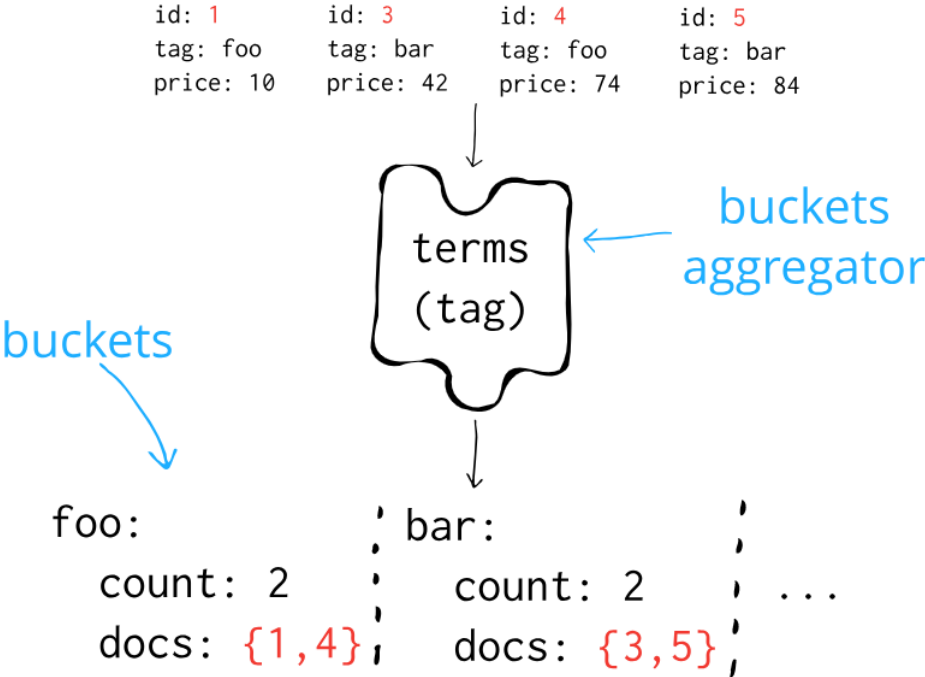 id: 1
tag: foo
price: 10
id: 3
tag: bar
price: 42
id: 4
tag: foo
price: 74
id: 5
tag: bar
price: 84
terms
(tag)
buckets
aggregator
buckets
foo:
count: 2
docs: {1,4}
bar:
count: 2
docs: {3,5}
...